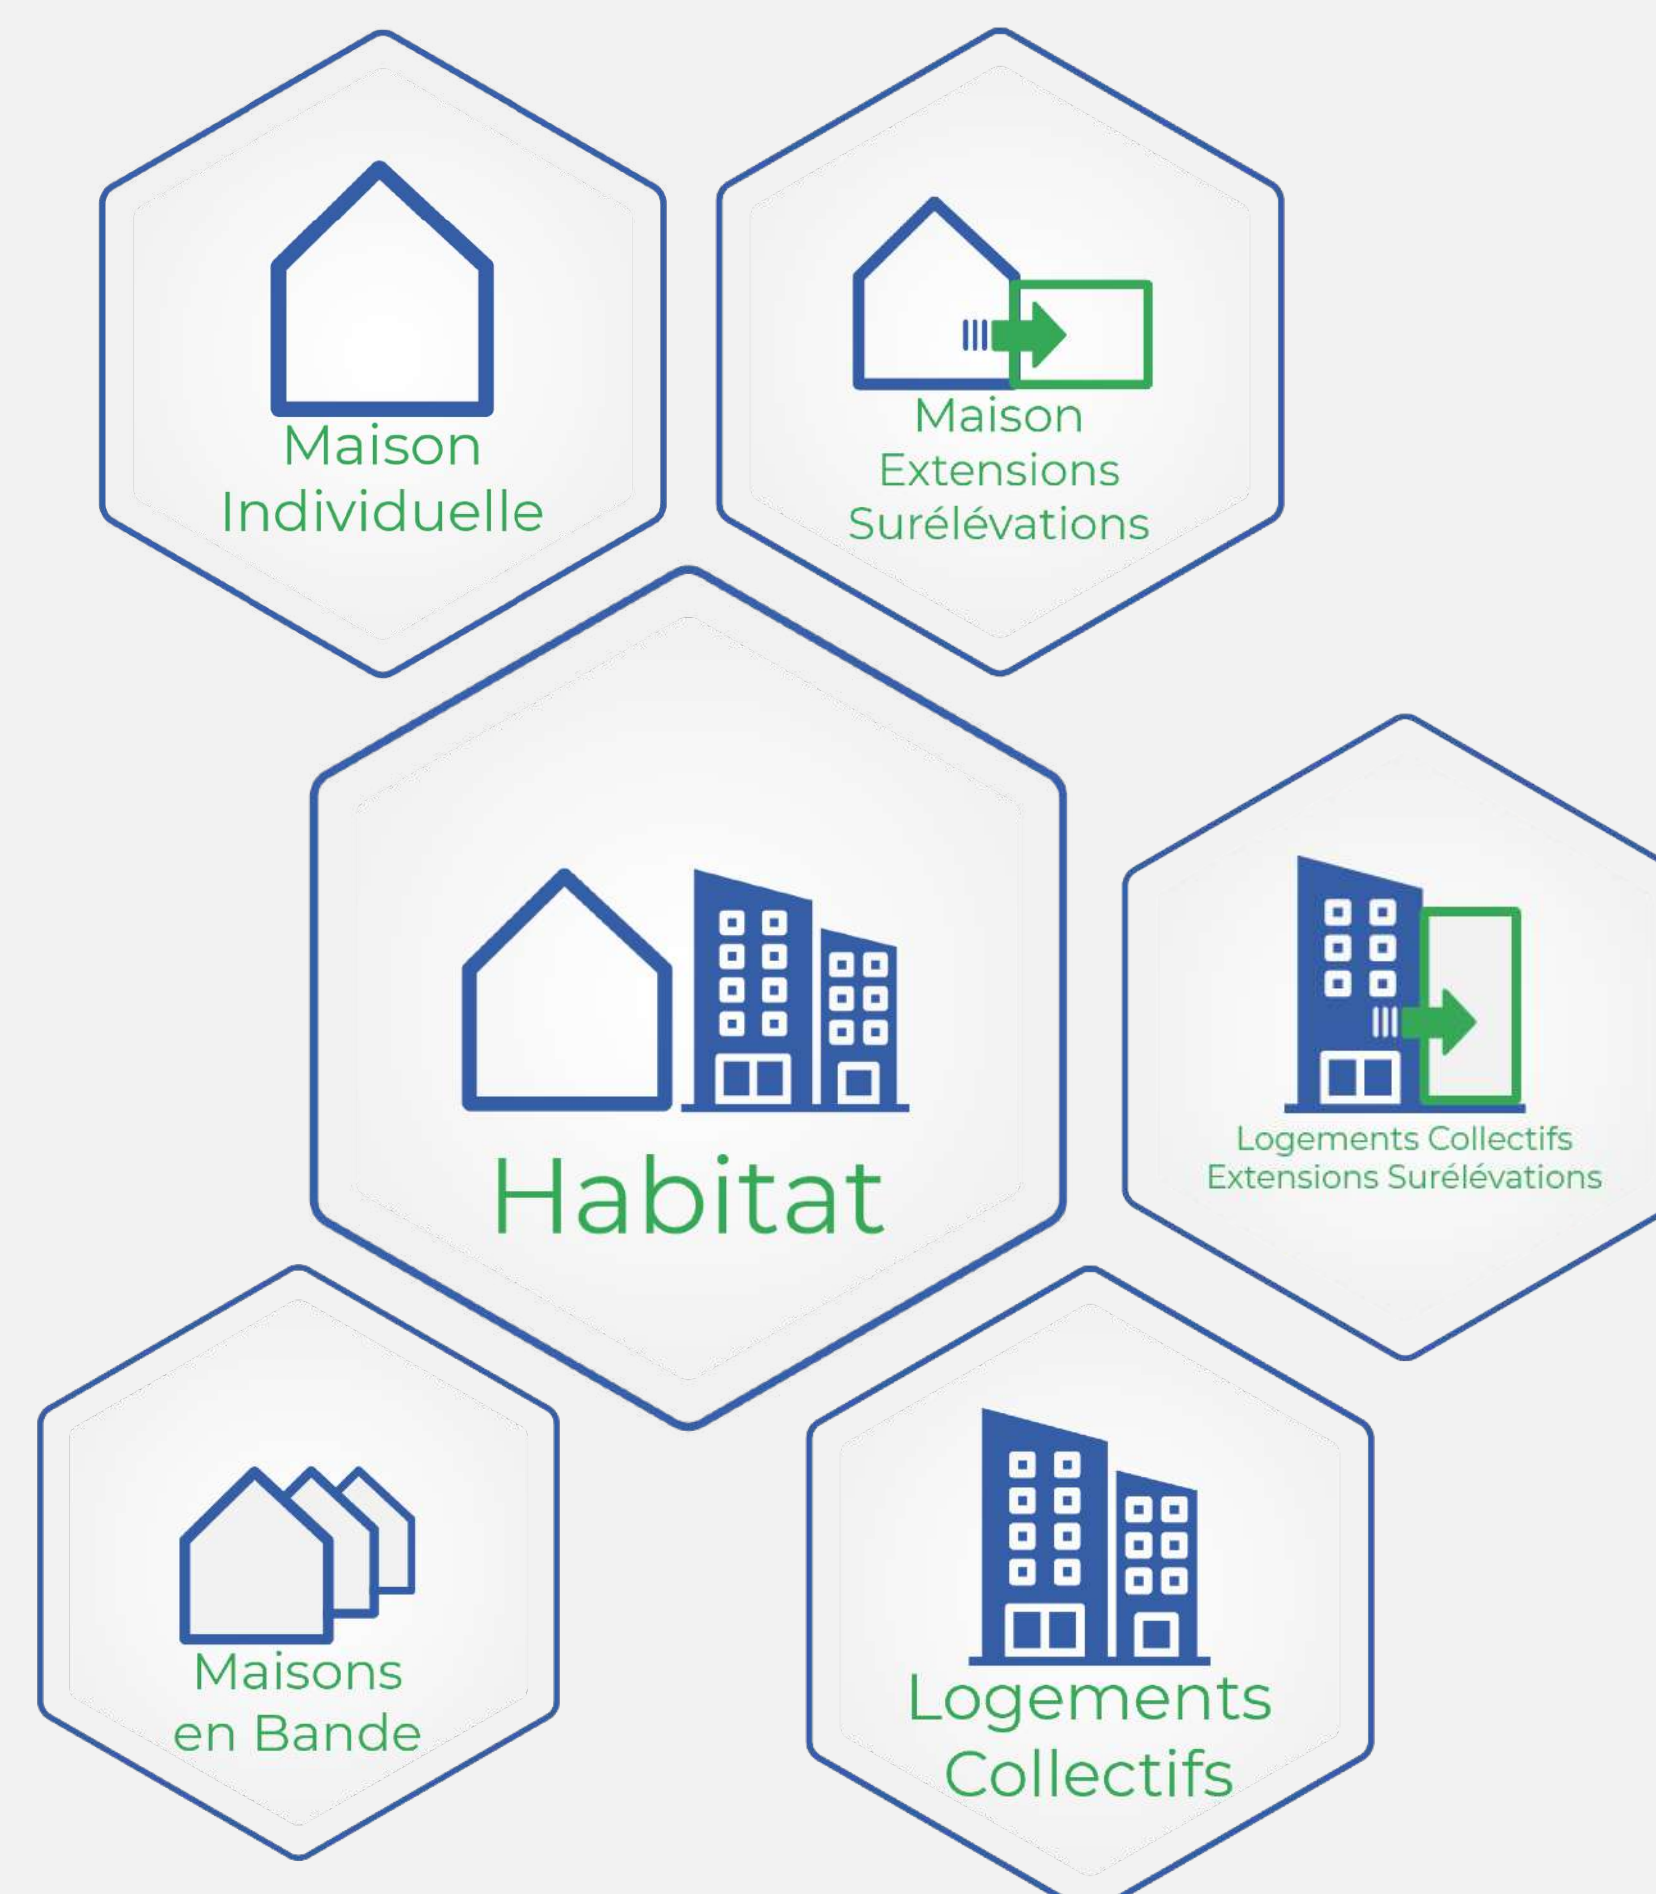 Maison
Individuelle
Maison
Extensions
Surélévations
Habitat
Logements Collectifs
Extensions Surélévations
Maisons
en Bande
Logements
Collectifs